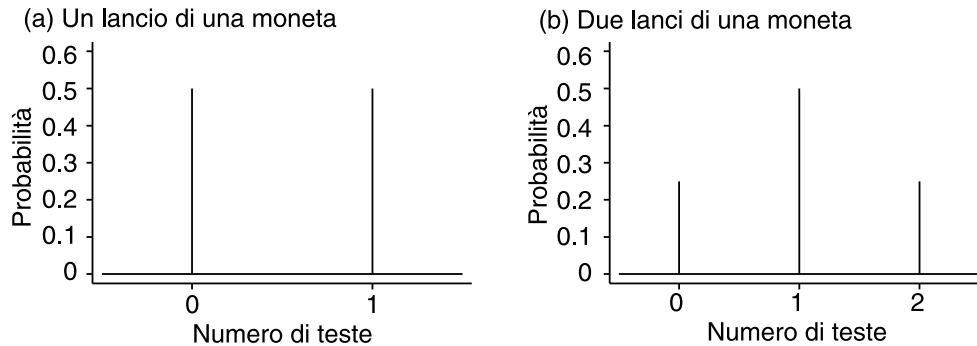 (a) Un lancio di una moneta
0.6
0.5
0.4
0.3
0.2
0.1
0
Probabilità
0 1
Numero di teste
(b) Due lanci di una moneta
0.6
0.5
0.4
0.3
0.2
0.1
0
Probabilità
0 1 2
Numero di teste